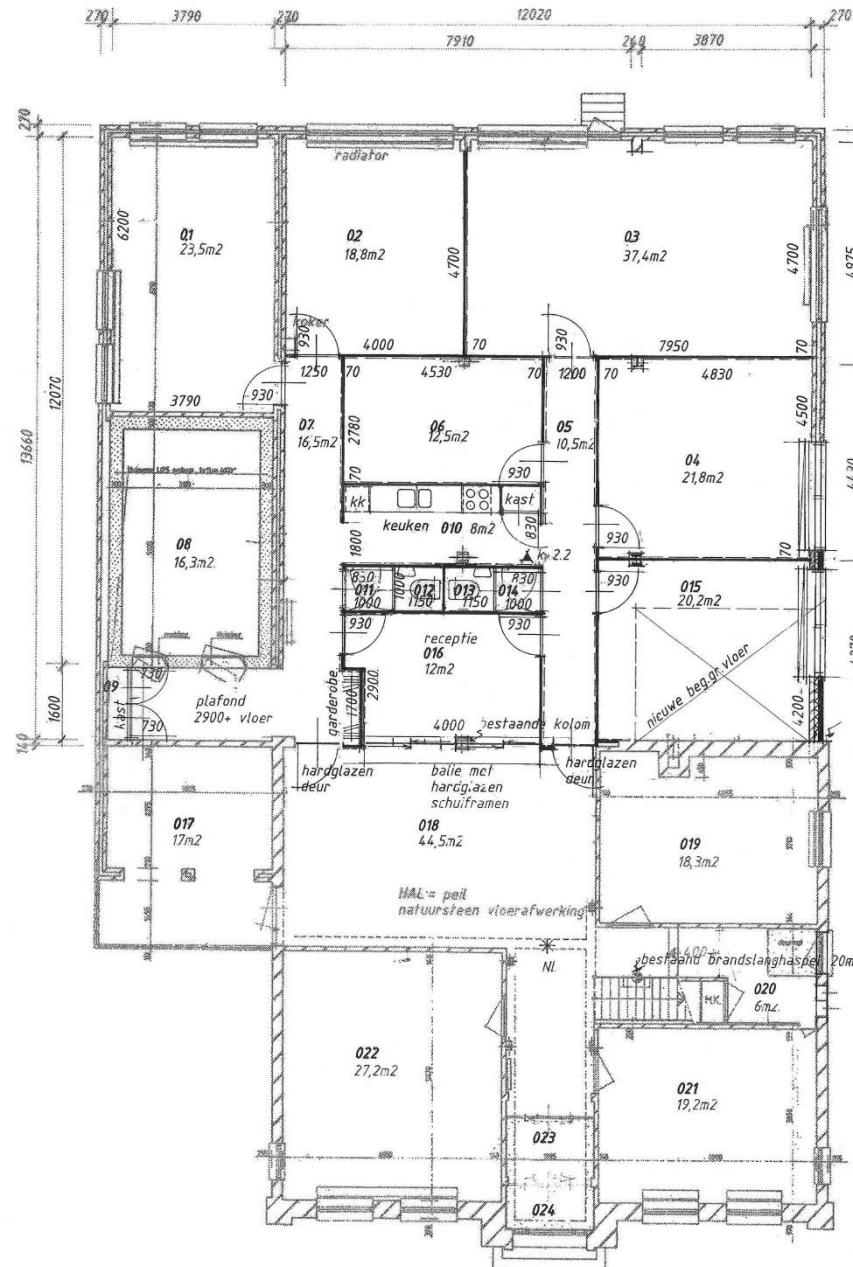 270 3790 270 12020 270
7910 240 3870
270
radiator
01
23,5m2
6200
02
18,8m2
4700
03
37,4m2
4700
4975
koker
930
930
4000
7950
1250
70
4530
70
1200
70
4830
70
3790
930
12070
13660
07
16,5m2
2780
06
12,5m2
05
10,5m2
4500
04
21,8m2
70
930
kk
kast
keuken
010 8m2
830
08
16,3m2
1800
930
70
930
015
20,2m2
850
011
1000
1000
012
1150
013
1150
014
830
1000
930
receptie
930
016
12m2
nieuwe beg.gr.vloer
4200
09
730
kast
730
plafond
2900+ vloer
garderobe
1700
2900
4000
bestaande kolom
1600
140
hardglazen
deur
balie met
hardglazen
schuiframen
hardglazen
deur
017
17m2
018
44,5m2
019
18,3m2
HAL = peil
natuursteen vloerafwerking
NL
bestaand brandslanghaspel 20m
M.K.
020
6m2
022
27,2m2
021
19,2m2
023
024